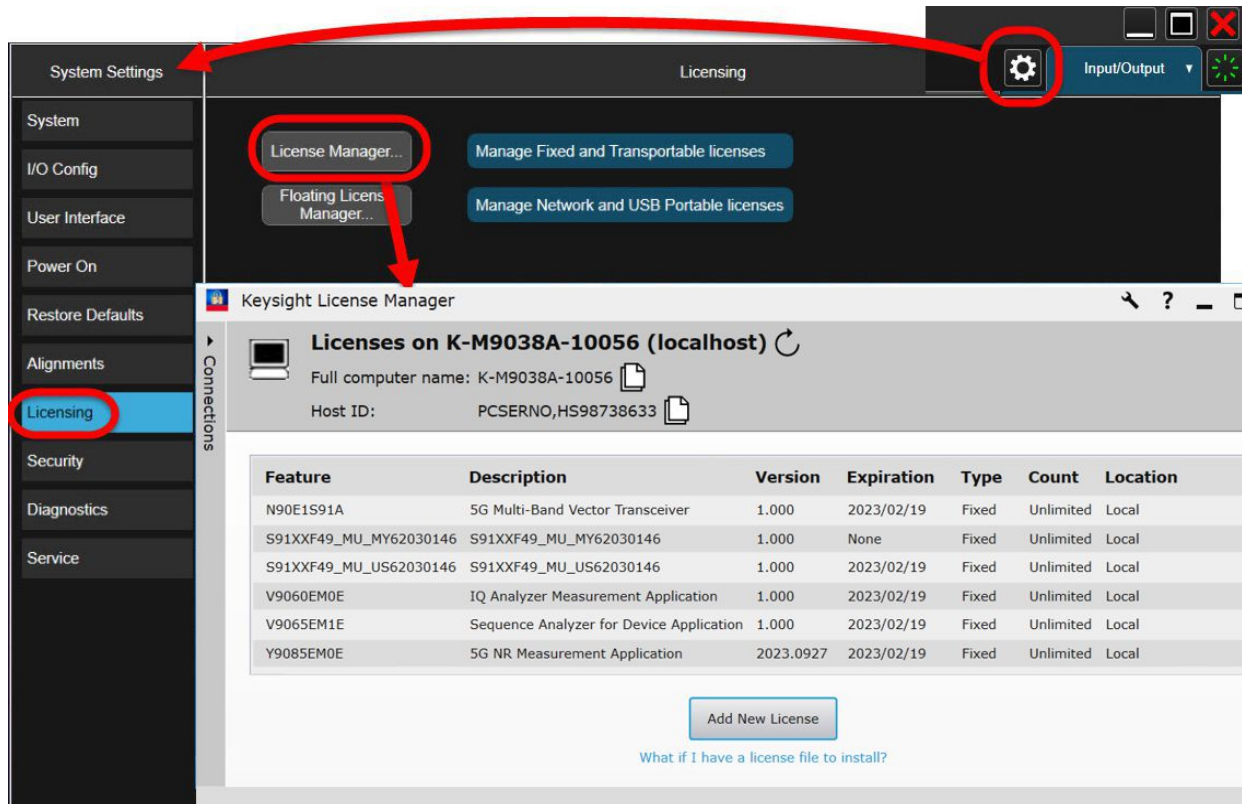 System Settings
Licensing
Input/Output
System
I/O Config
User Interface
Power On
Restore Defaults
Alignments
Licensing
Security
Diagnostics
Service
License Manager...
Manage Fixed and Transportable licenses
Floating License
Manager...
Manage Network and USB Portable licenses
Keysight License Manager
?
Connections
Licenses on K-M9038A-10056 (localhost)
Full computer name: K-M9038A-10056
Host ID: PCSERNO,HS98738633
Feature Description Version Expiration Type Count Location
N90E1S91A 5G Multi-Band Vector Transceiver 1.000 2023/02/19 Fixed Unlimited Local
S91XXF49_MU_MY62030146 S91XXF49_MU_MY62030146 1.000 None Fixed Unlimited Local
S91XXF49_MU_US62030146 S91XXF49_MU_US62030146 1.000 2023/02/19 Fixed Unlimited Local
V9060EM0E IQ Analyzer Measurement Application 1.000 2023/02/19 Fixed Unlimited Local
V9065EM1E Sequence Analyzer for Device Application 1.000 2023/02/19 Fixed Unlimited Local
Y9085EM0E 5G NR Measurement Application 2023.0927 2023/02/19 Fixed Unlimited Local
Add New License
What if I have a license file to install?